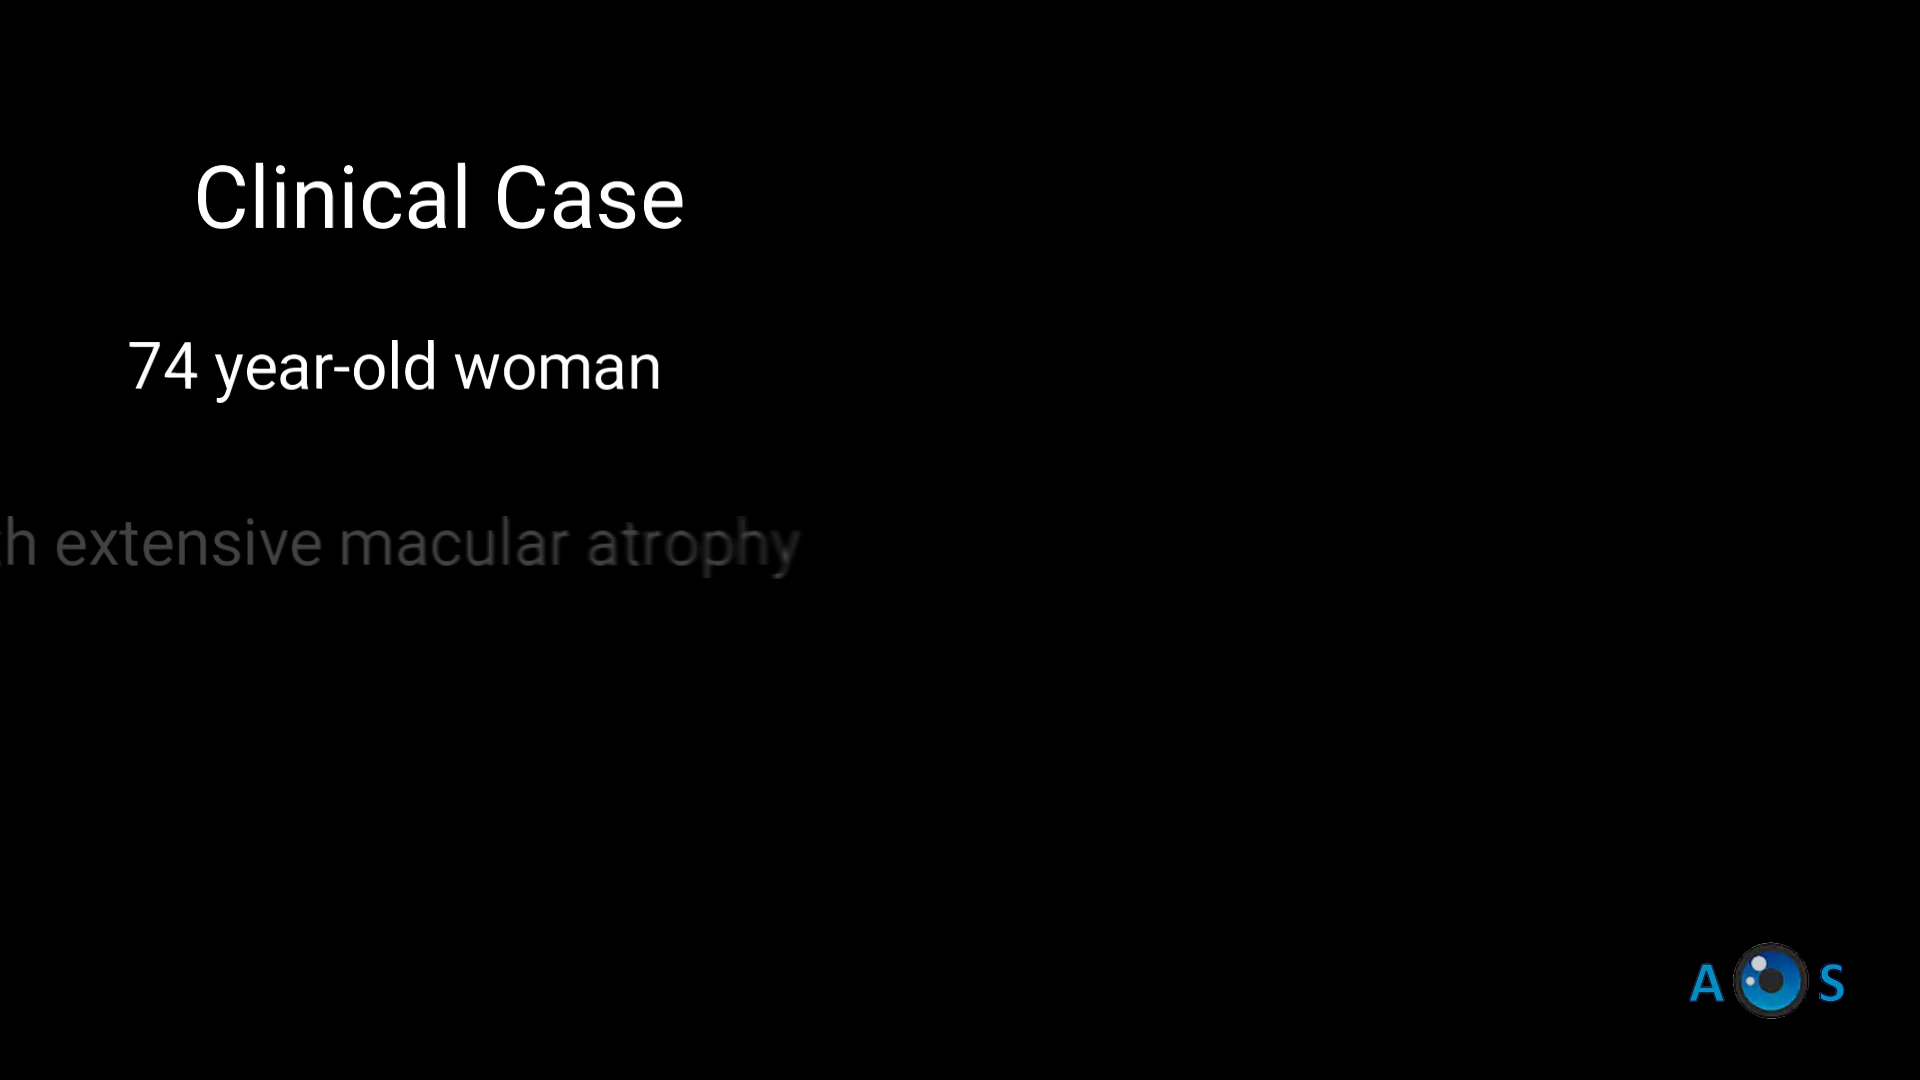 Clinical Case
74 year-old woman
extensive macular atrophy
A S